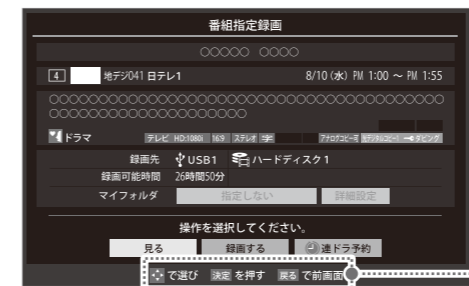 番組指定録画
○○○○○ ○○○○
4 地デジ041 日テレ1 8/10 (水) PM 1:00 ～ PM 1:55
○○○○○○○○○○○○○○○○○○○○○○○○○○○○○○○○○○○○○○○○
○○○○○○○○○○○○○○○○○○○○
ドラマ テレビ HD:1080i 16:9 ステレオ 字 アナログコピー可
録画先 USB1 ハードディスク1
録画可能時間 26時間50分
マイフォルダ 指定しない 詳細設定
操作を選択してください。
見る 録画する 連ドラ予約
で選び 決定 を押す 戻る で前画面